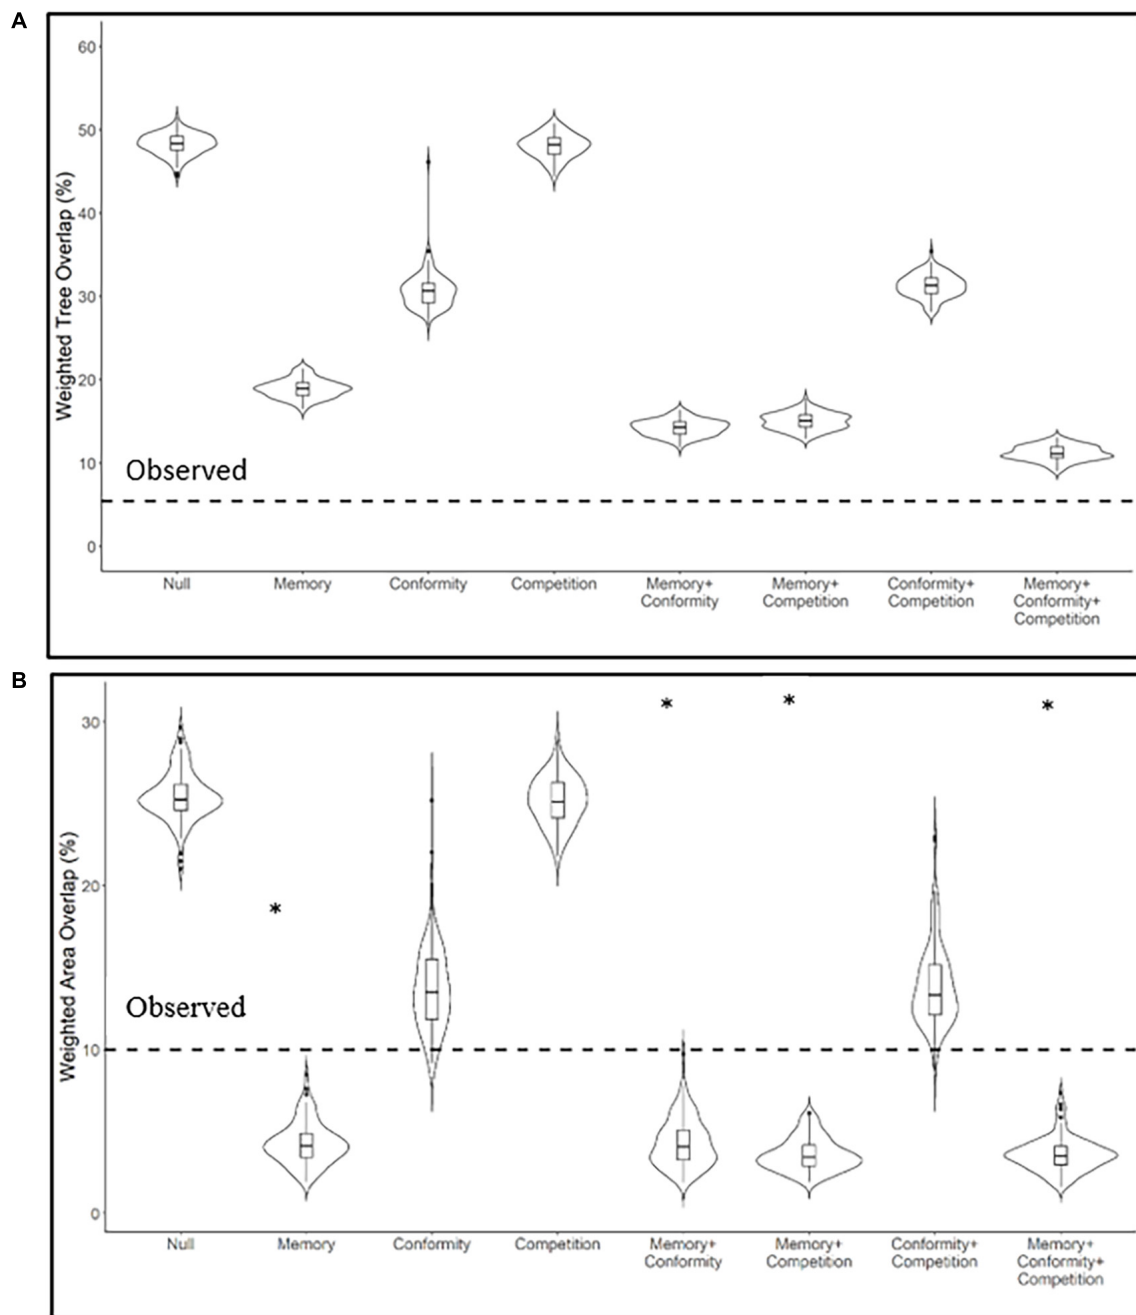 A
Weighted Tree Overlap (%)
60
50
40
30
20
10
0
Observed
Null
Memory
Conformity
Competition
Memory+
Conformity
Memory+
Competition
Conformity+
Competition
Memory+
Conformity+
Competition
B
Weighted Area Overlap (%)
30
20
10
0
*
*
*
*
Observed
Null
Memory
Conformity
Competition
Memory+
Conformity
Memory+
Competition
Conformity+
Competition
Memory+
Conformity+
Competition